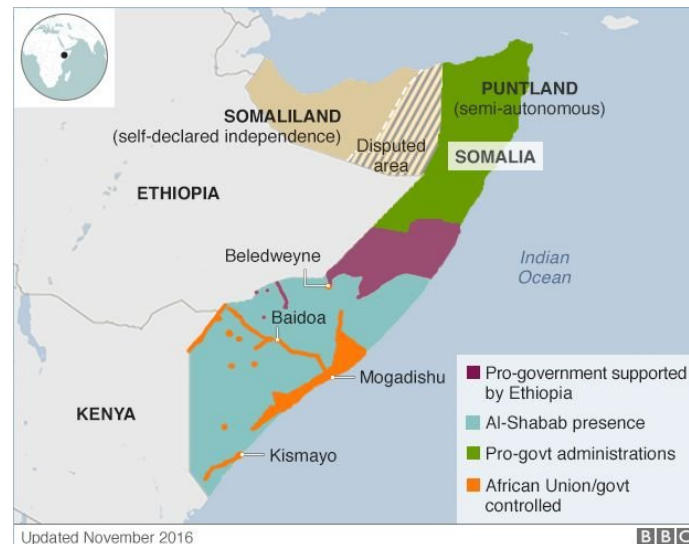 PUNTLAND
(semi-autonomous)
SOMALILAND
(self-declared independence)
Disputed
area
SOMALIA
ETHIOPIA
Beledweyne
Indian
Ocean
Baidoa
Mogadishu
KENYA
Kismayo
Pro-government supported
by Ethiopia
Al-Shabab presence
Pro-govt administrations
African Union/govt
controlled
Updated November 2016
BBC